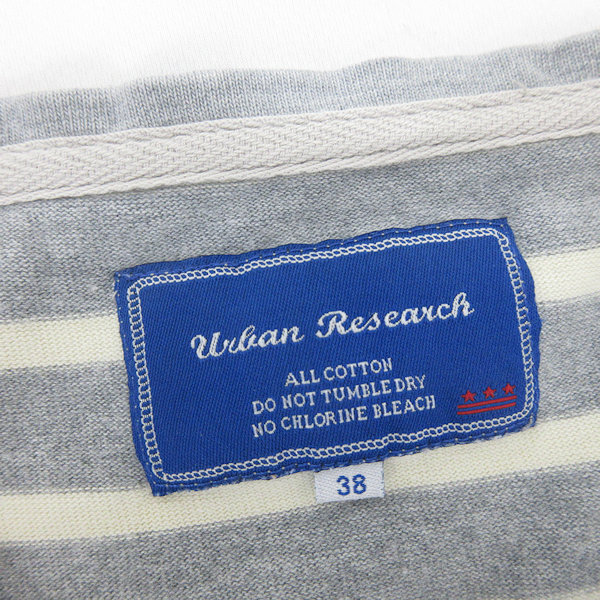 Urban Research
ALL COTTON
DO NOT TUMBLE DRY
NO CHLORINE BLEACH
38